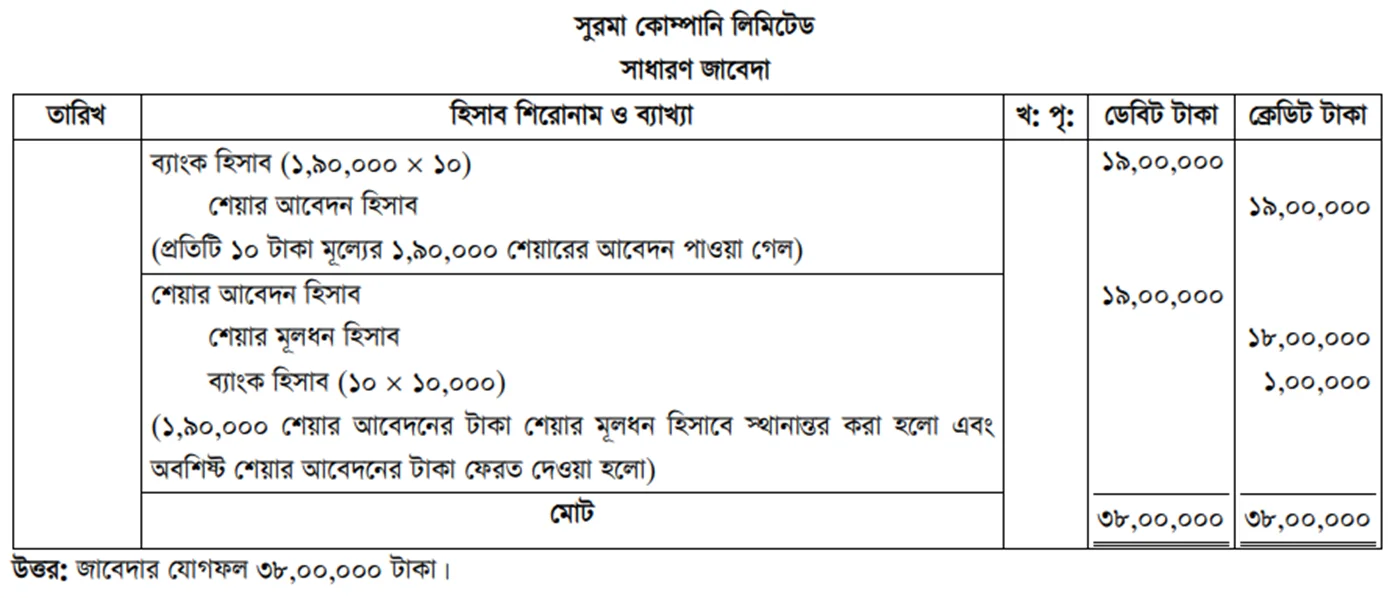 সুরমা কোম্পানি লিমিটেড
সাধারণ জাবেদা
তারিখ হিসাব শিরোনাম ও ব্যাখ্যা খ: পৃ: ডেবিট টাকা ক্রেডিট টাকা
ব্যাংক হিসাব (১,৯০,০০০ × ১০) ১৯,০০,০০০
শেয়ার আবেদন হিসাব ১৯,০০,০০০
(প্রতিটি ১০ টাকা মূল্যের ১,৯০,০০০ শেয়ারের আবেদন পাওয়া গেল)
শেয়ার আবেদন হিসাব ১৯,০০,০০০
শেয়ার মূলধন হিসাব ১৮,০০,০০০
ব্যাংক হিসাব (১০ × ১০,০০০) ১,০০,০০০
(১,৯০,০০০ শেয়ার আবেদনের টাকা শেয়ার মূলধন হিসাবে স্থানান্তর করা হলো এবং
অবশিষ্ট শেয়ার আবেদনের টাকা ফেরত দেওয়া হলো)
মোট ৩৮,০০,০০০ ৩৮,০০,০০০
উত্তর: জাবেদার যোগফল ৩৮,০০,০০০ টাকা।